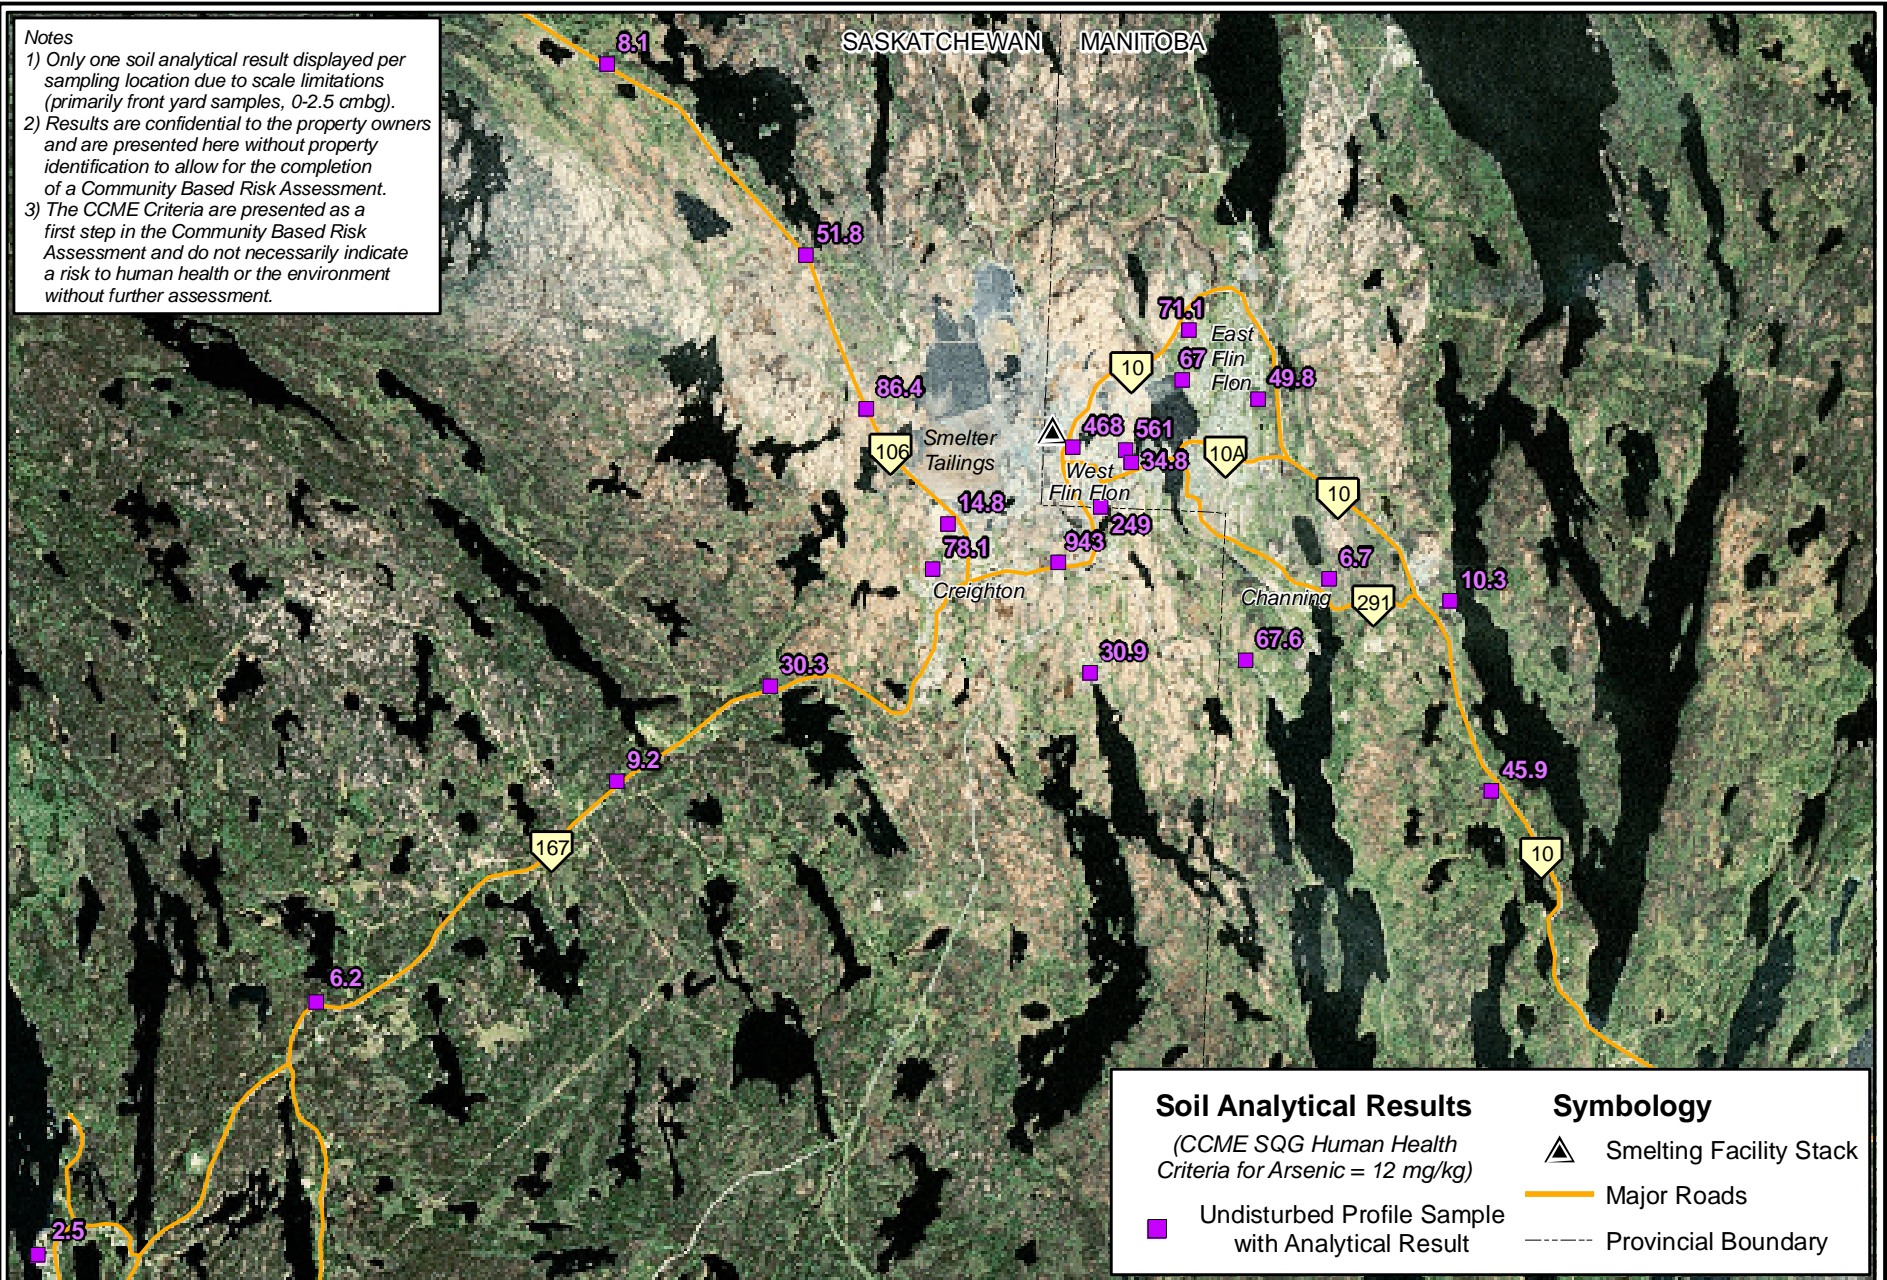 Notes
1) Only one soil analytical result displayed per
sampling location due to scale limitations
(primarily front yard samples, 0-2.5 cmbg).
2) Results are confidential to the property owners
and are presented here without property
identification to allow for the completion
of a Community Based Risk Assessment.
3) The CCME Criteria are presented as a
first step in the Community Based Risk
Assessment and do not necessarily indicate
a risk to human health or the environment
without further assessment.
SASKATCHEWAN MANITOBA
8.1
51.8
71.1
East
Flin
Flon
67
10
49.8
86.4
468
561
34.8
10A
106
Smelter
Tailings
West
Flin Flon
10
14.8
249
943
78.1
6.7
10.3
Creighton
Channing
291
67.6
30.9
30.3
9.2
45.9
167
10
6.2
2.5
Soil Analytical Results
(CCME SQG Human Health
Criteria for Arsenic = 12 mg/kg)
Undisturbed Profile Sample
with Analytical Result
Symbology
Smelting Facility Stack
Major Roads
Provincial Boundary